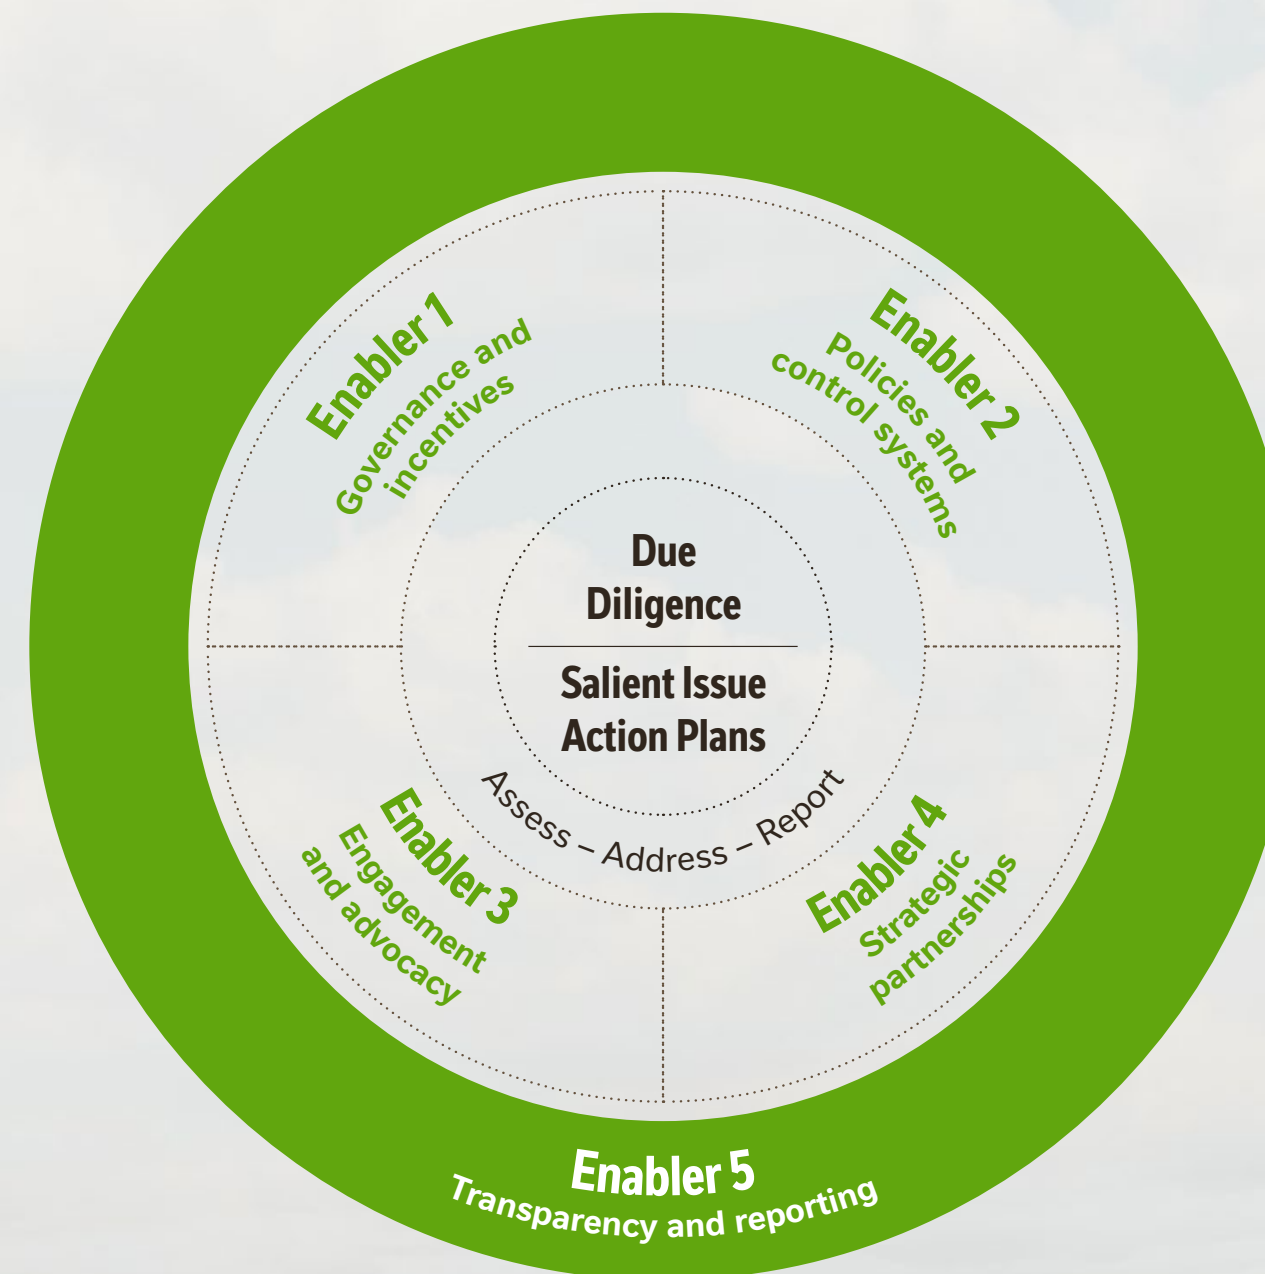 Enabler 1
Governance and
incentives
Enabler 2
Policies and
control systems
Due
Diligence
Salient Issue
Action Plans
Assess – Address – Report
Enabler 3
Engagement
and advocacy
Enabler 4
Strategic
partnerships
Enabler 5
Transparency and reporting